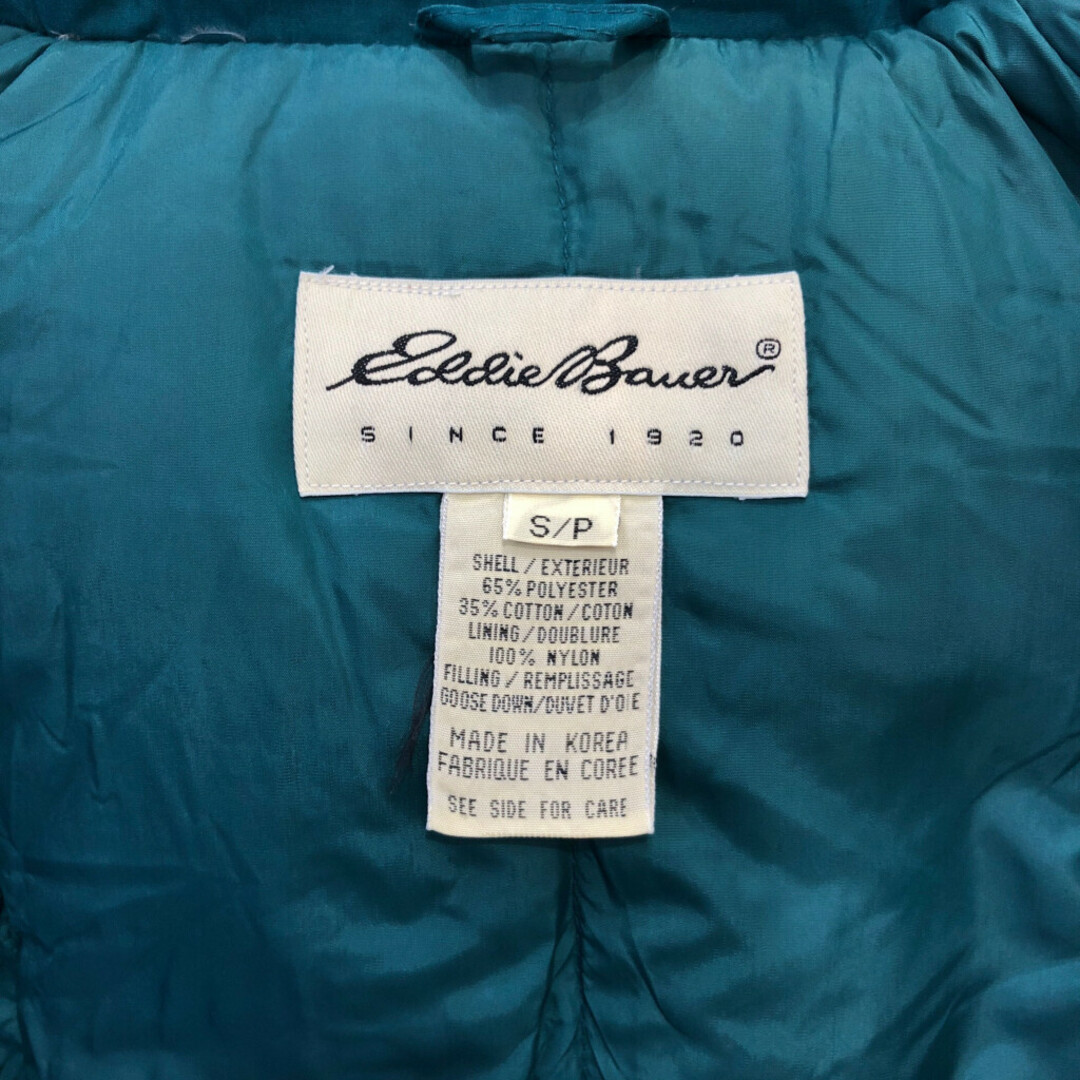 Eddie Bauer®
SINCE 1920
S/P
SHELL / EXTERIEUR
65% POLYESTER
35% COTTON / COTON
LINING / DOUBLURE
100% NYLON
FILLING / REMPLISSAGE
GOOSE DOWN/DUVET D'OIE
MADE IN KOREA
FABRIQUE EN COREE
SEE SIDE FOR CARE